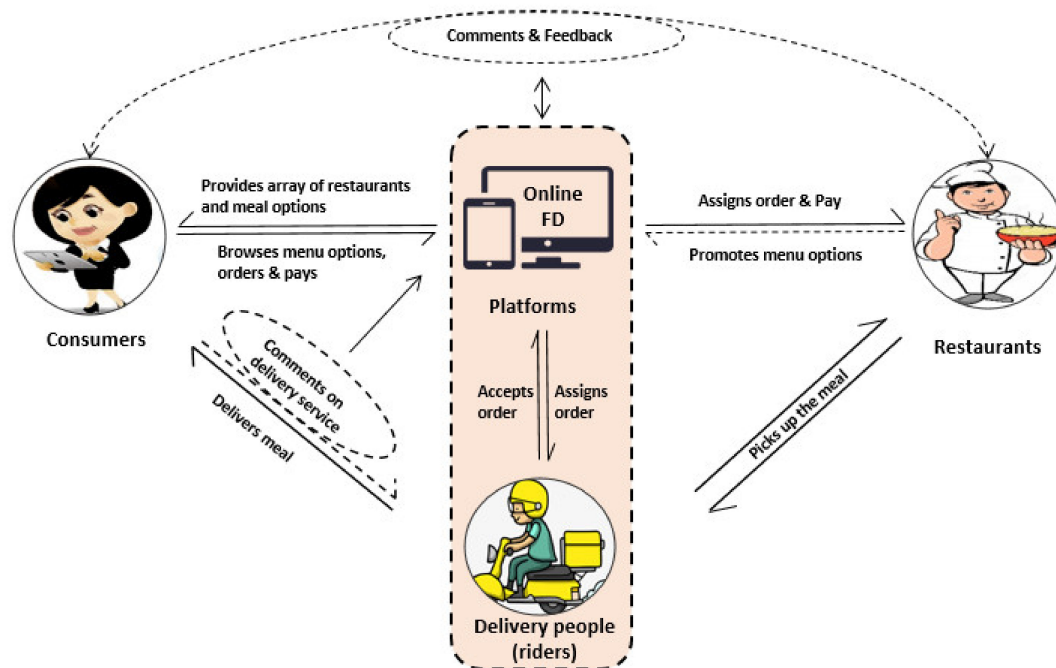 Comments & Feedback
Provides array of restaurants
and meal options
Browses menu options,
orders & pays
Online
FD
Platforms
Assigns order & Pay
Promotes menu options
Consumers
Restaurants
Comments on
delivery service
Delivers meal
Accepts
order
Assigns
order
Picks up the meal
Delivery people
(riders)